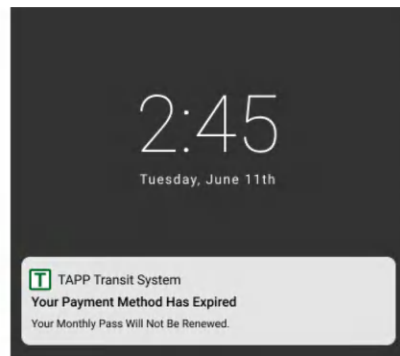 2:45
Tuesday, June 11th
T TAPP Transit System
Your Payment Method Has Expired
Your Monthly Pass Will Not Be Renewed.